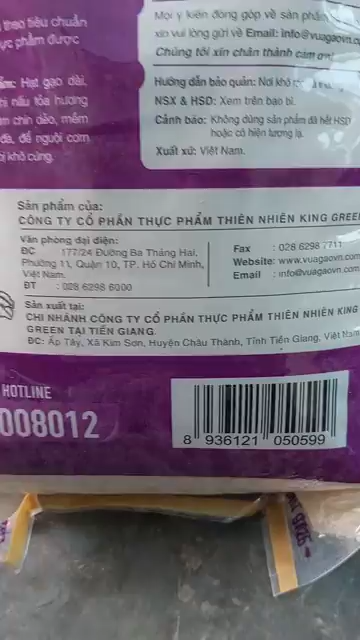 theo tiêu chuẩn
phẩm được
Hạt gạo dài,
nấu tỏa hương
chín dẻo, mềm
để nguội cơm
bị khô cứng.
Mọi ý kiến đóng góp về sản phẩm
xin vui lòng gửi về Email: info@vuagao
Chúng tôi xin chân thành cảm ơn!
Hướng dẫn bảo quản: Nơi khô
NSX & HSD: Xem trên bao bì.
Cảnh báo: Không dùng sản phẩm đã hết HSD
hoặc có hiện tượng lạ.
Xuất xứ: Việt Nam.
Sản phẩm của:
CÔNG TY CỔ PHẦN THỰC PHẨM THIÊN NHIÊN KING GREE
Văn phòng đại diện:
ĐC 177/24 Đường Ba Tháng Hai,
Phường 11, Quận 10, TP. Hồ Chí Minh,
Việt Nam.
ĐT : 028 6298 6000
Fax : 028 6298 7711
Website: www.vuagaovn.com
Email : info@vuagaovn.com
Sản xuất tại:
CHI NHÁNH CÔNG TY CỔ PHẦN THỰC PHẨM THIÊN NHIÊN KING
GREEN TẠI TIỀN GIANG.
ĐC: Ấp Tây, Xã Kim Sơn, Huyện Châu Thành, Tỉnh Tiền Giang, Việt Nam
HOTLINE
008012
8 936121 050599